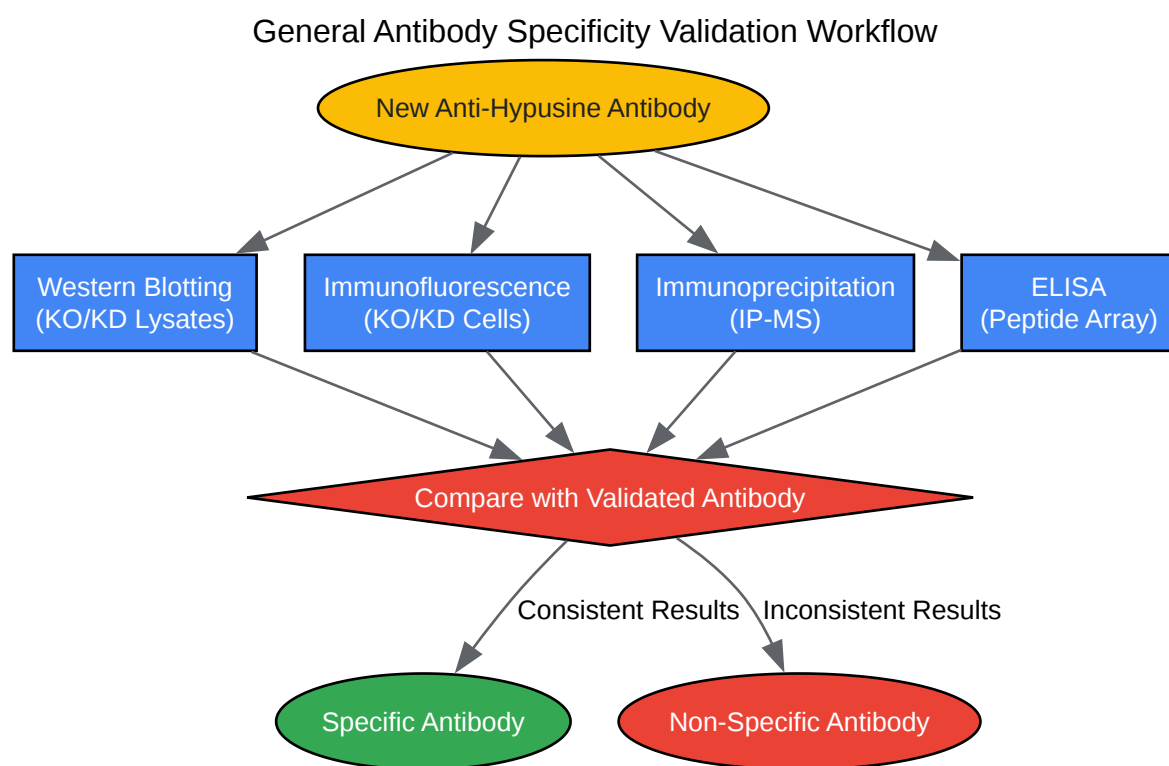 General Antibody Specificity Validation Workflow
New Anti-Hypusine Antibody
Western Blotting
(KO/KD Lysates)
Immunofluorescence
(KO/KD Cells)
Immunoprecipitation
(IP-MS)
ELISA
(Peptide Array)
Compare with Validated Antibody
Consistent Results
Inconsistent Results
Specific Antibody
Non-Specific Antibody